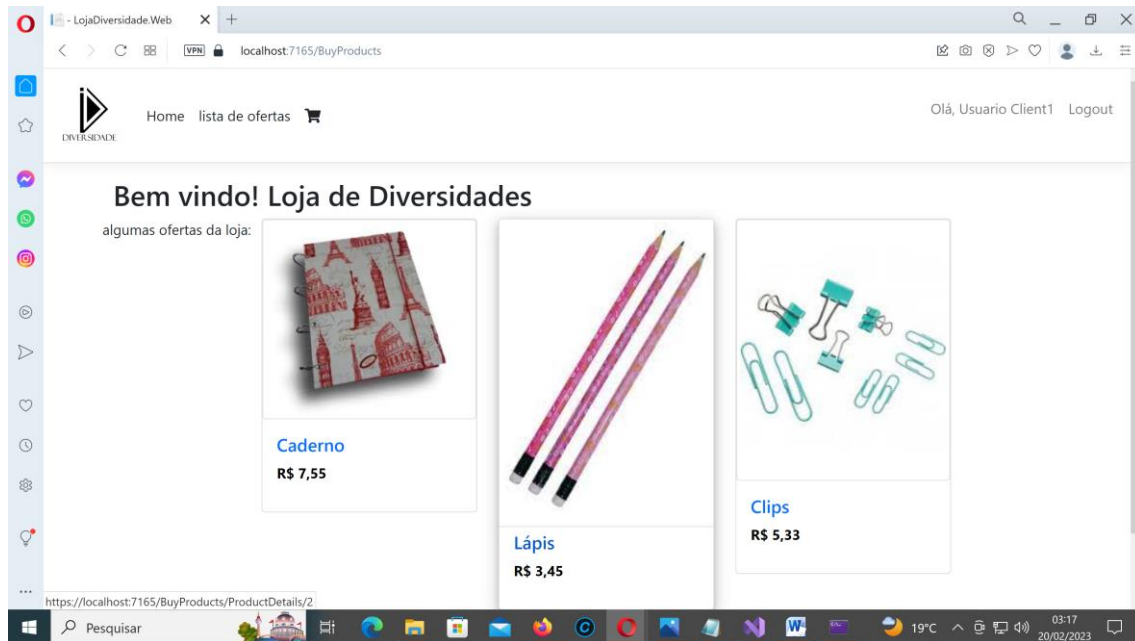 - LojaDiversidade.Web
VPN
localhost:7165/BuyProducts
DIVERSIDADE
Home lista de ofertas
Olá, Usuario Client1 Logout
Bem vindo! Loja de Diversidades
algumas ofertas da loja:
Caderno
R$ 7,55
Lápis
R$ 3,45
Clips
R$ 5,33
https://localhost:7165/BuyProducts/ProductDetails/2
Pesquisar
19°C
03:17
20/02/2023